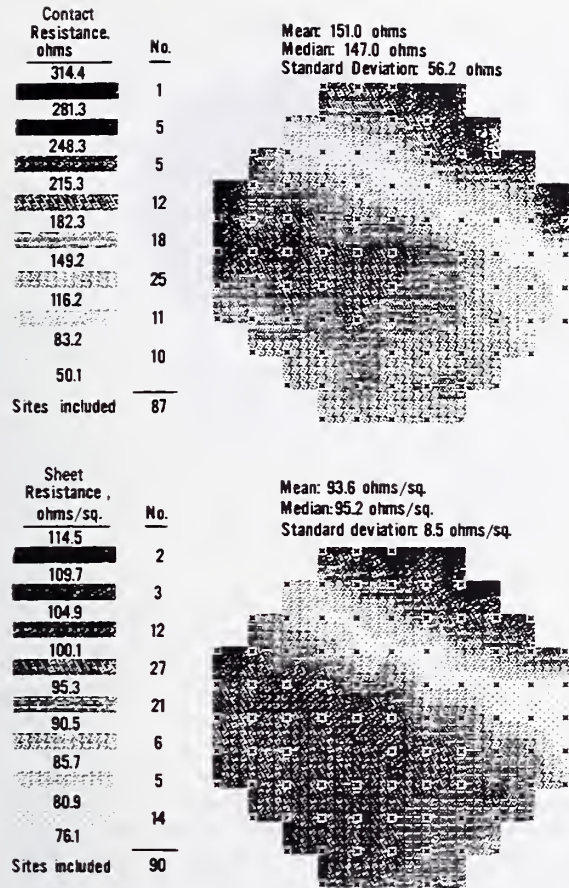 Contact
Resistance.
ohms
No.
314.4
1
281.3
5
248.3
5
215.3
12
182.3
18
149.2
25
116.2
11
83.2
10
50.1
Sites included 87
Mean: 151.0 ohms
Median: 147.0 ohms
Standard Deviation: 56.2 ohms
Sheet
Resistance,
ohms/sq.
No.
114.5
2
109.7
3
104.9
12
100.1
27
95.3
21
90.5
6
85.7
5
80.9
14
76.1
Sites included 90
Mean: 93.6 ohms/sq.
Median: 95.2 ohms/sq.
Standard deviation: 8.5 ohms/sq.